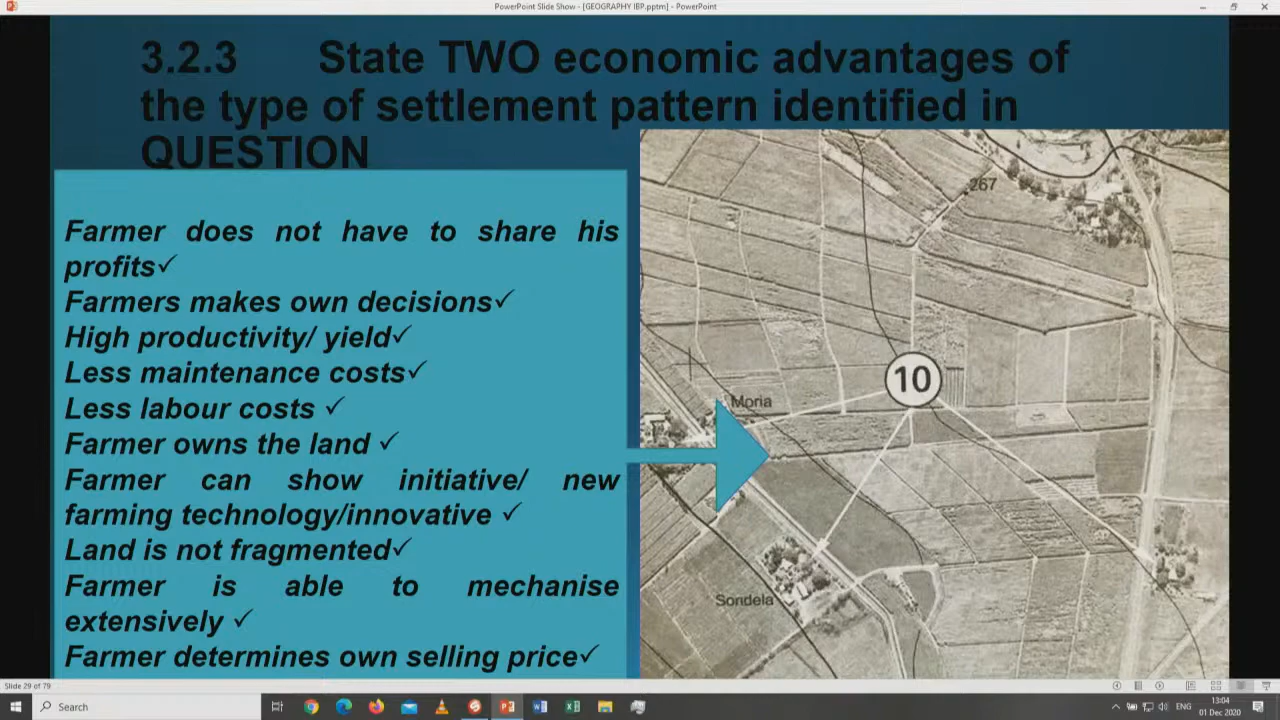 PowerPoint Slide Show - [GEOGRAPHY IBP.pptm] - PowerPoint
3.2.3 State TWO economic advantages of
the type of settlement pattern identified in
QUESTION
Farmer does not have to share his
profits✓
Farmers makes own decisions✓
High productivity/ yield✓
Less maintenance costs✓
Less labour costs ✓
Farmer owns the land ✓
Farmer can show initiative/ new
farming technology/innovative ✓
Land is not fragmented✓
Farmer is able to mechanise
extensively ✓
Farmer determines own selling price✓
267
10
Moria
Sondela
Slide 29 of 79
Search
ENG
13:04
01 Dec 2020